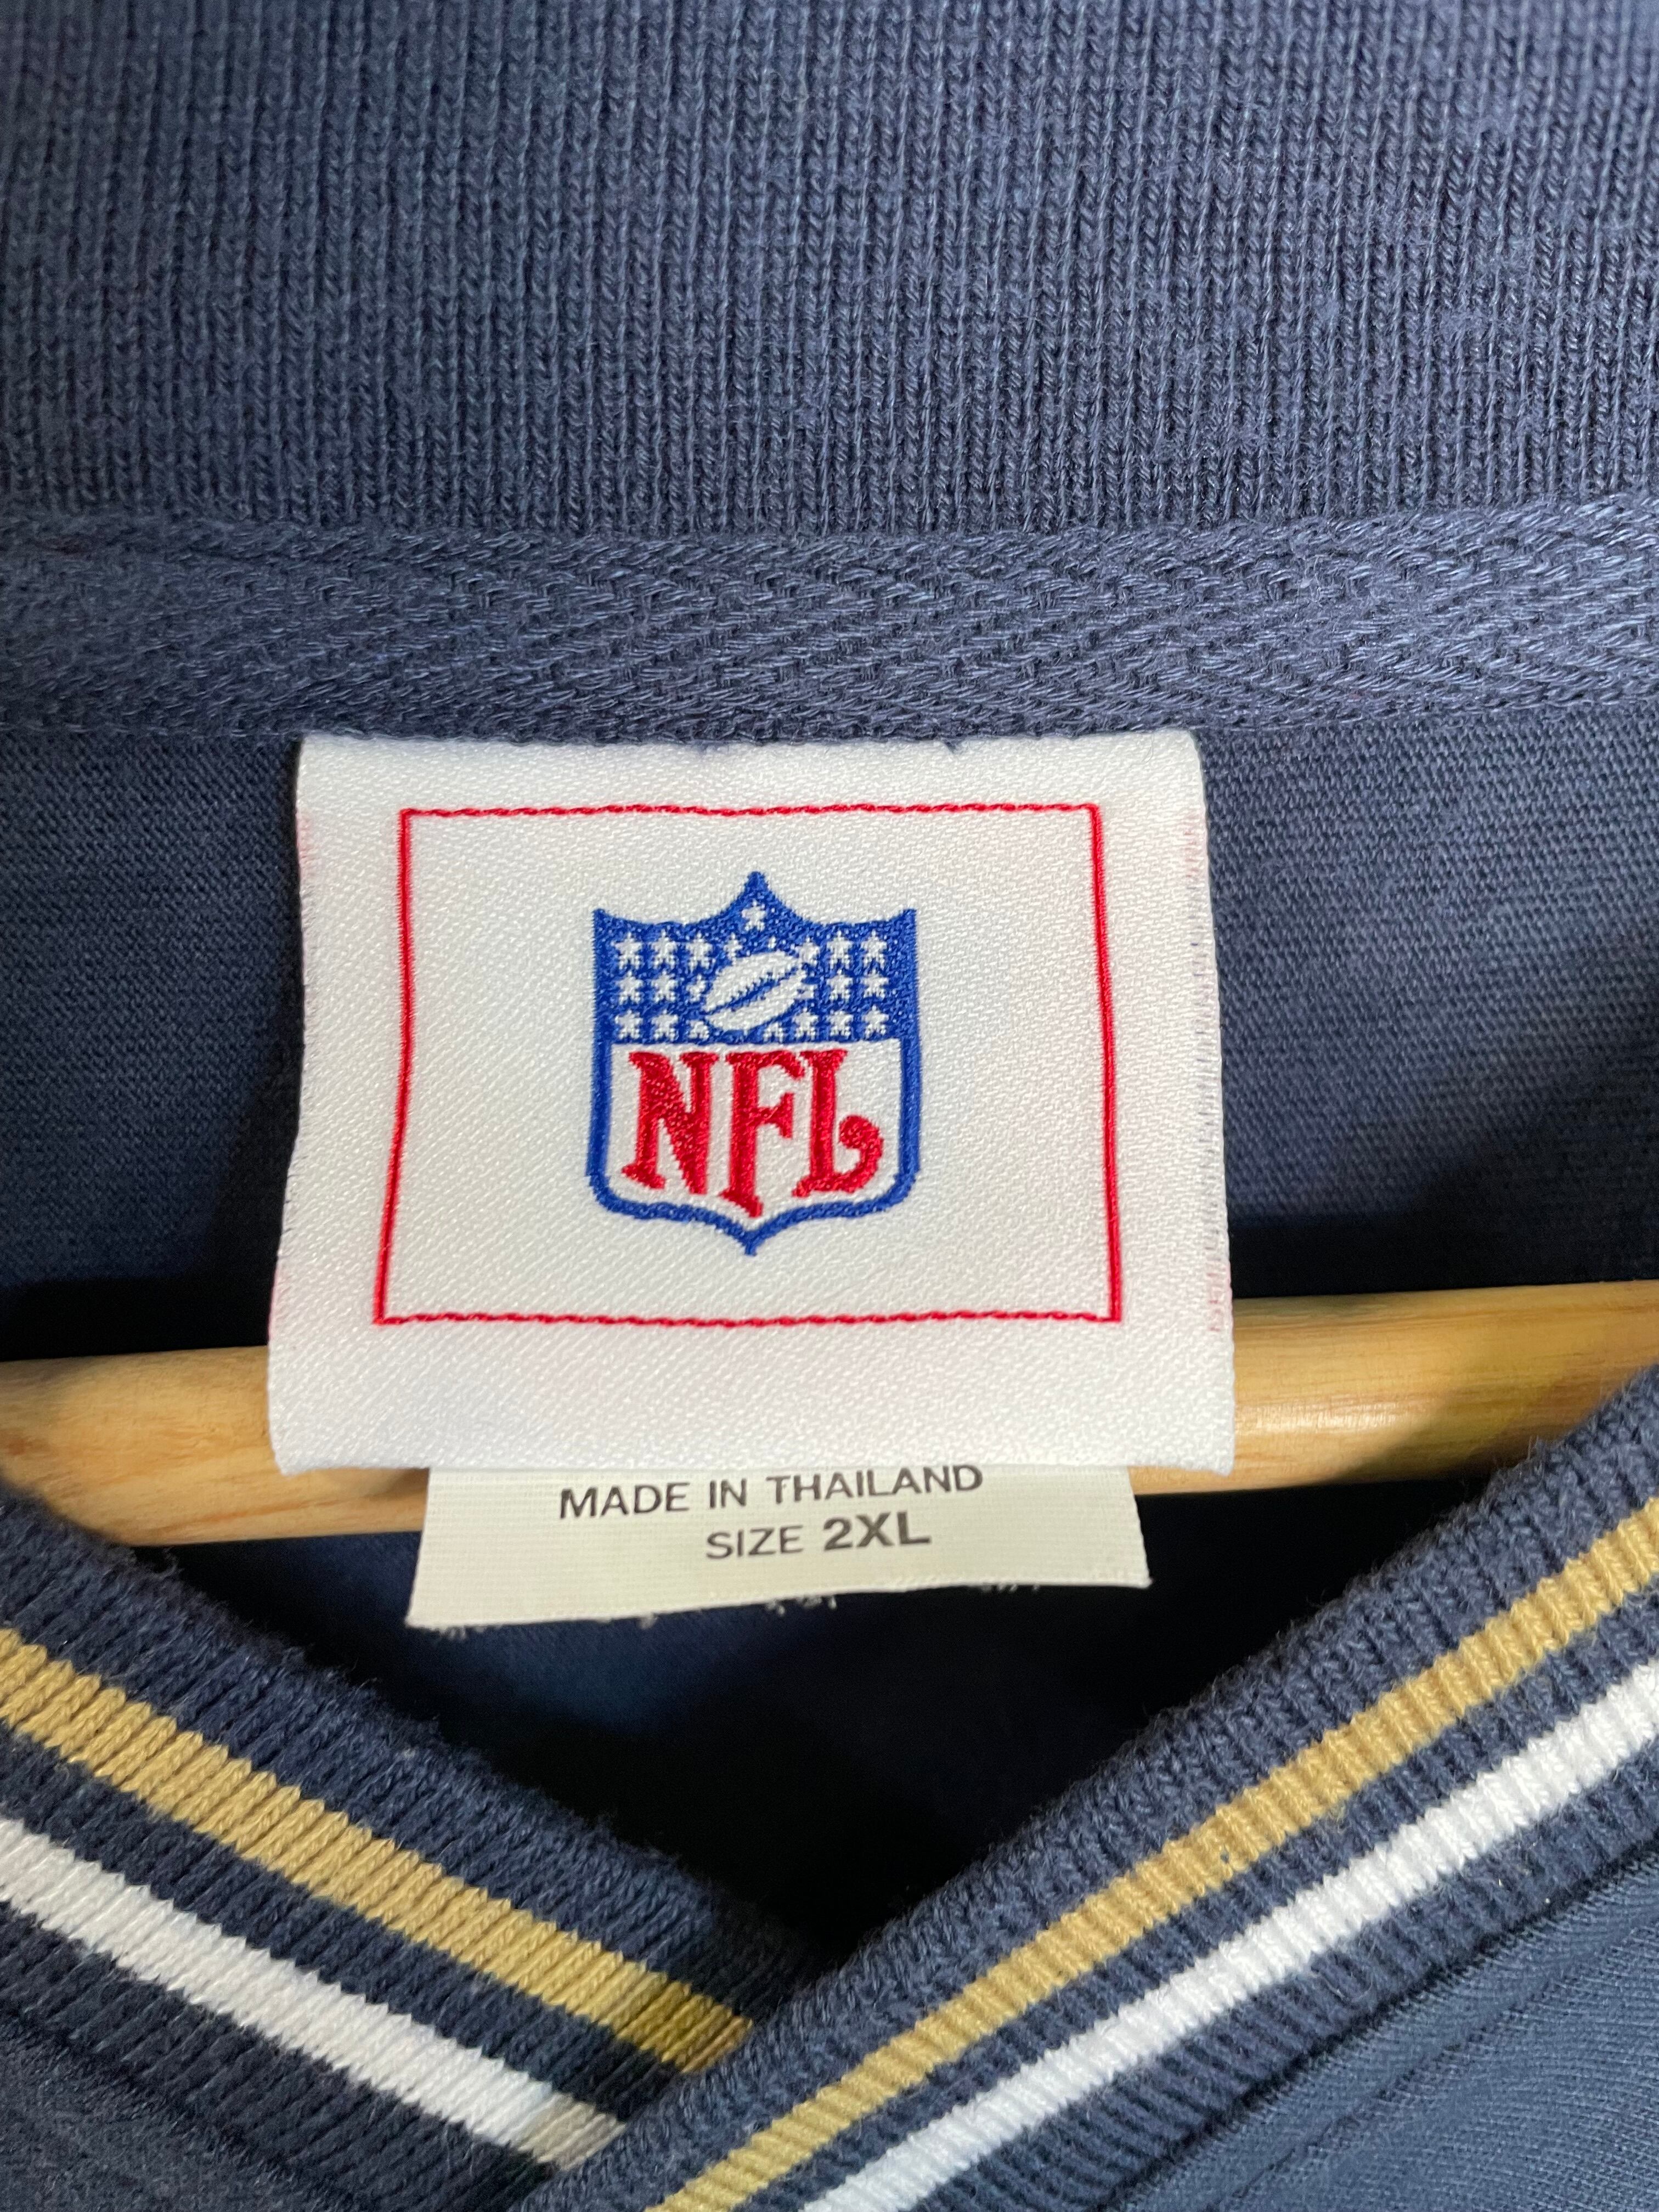 NFL
MADE IN THAILAND
SIZE 2XL